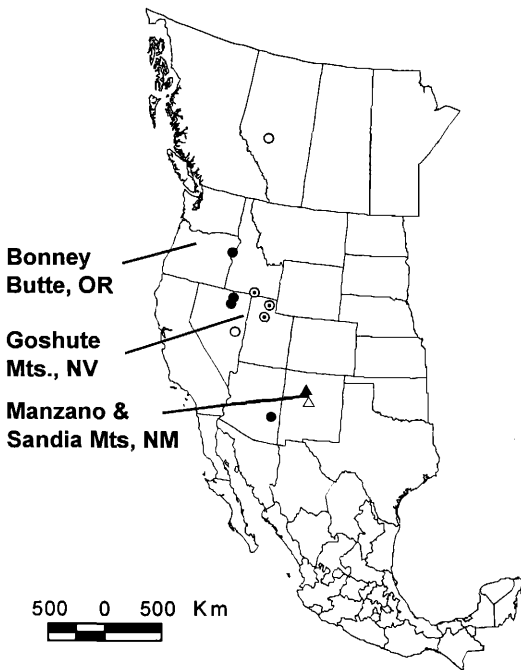 Bonney
Butte, OR
Goshute
Mts., NV
Manzano &
Sandia Mts, NM
500 0 500 Km